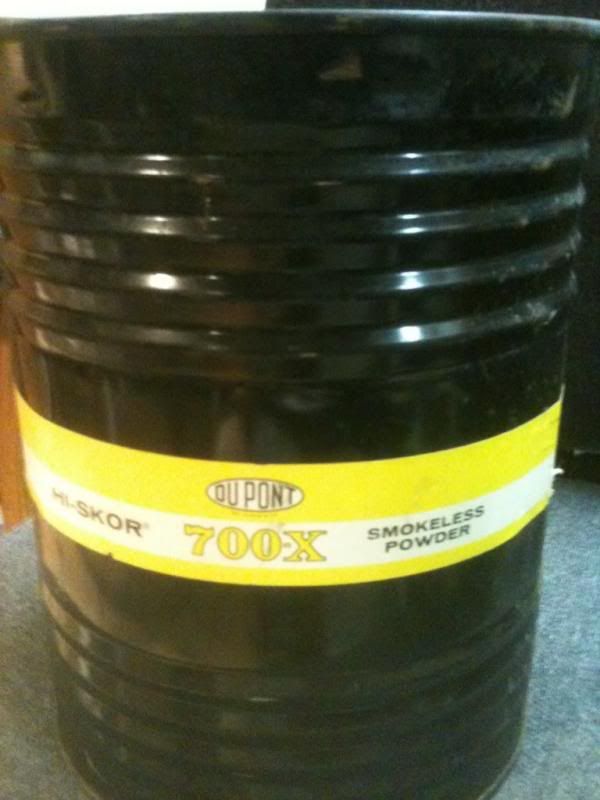 DU PONT
HI-SKOR® 700-X SMOKELESS
POWDER